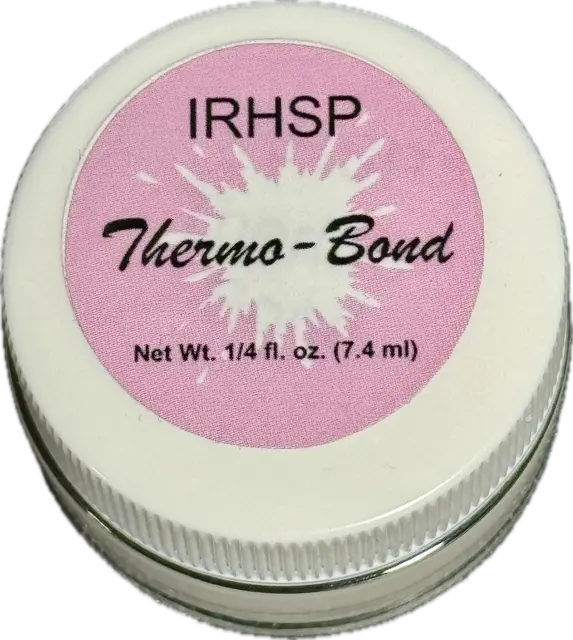 IRHSP
Thermo-Bond
Net Wt. 1/4 fl. oz. (7.4 ml)